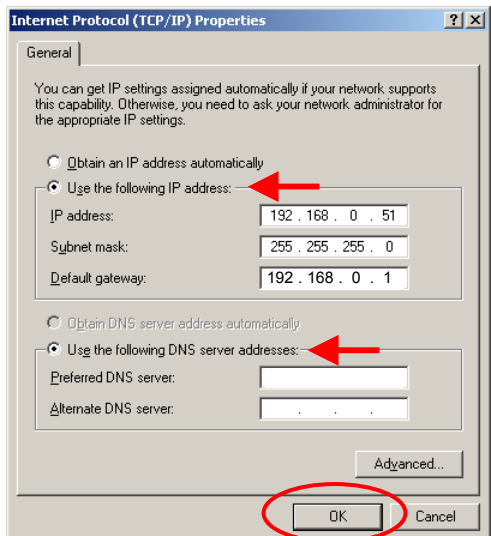 Internet Protocol (TCP/IP) Properties
General
You can get IP settings assigned automatically if your network supports
this capability. Otherwise, you need to ask your network administrator for
the appropriate IP settings.
Obtain an IP address automatically
Use the following IP address:
IP address: 192 . 168 . 0 . 51
Subnet mask: 255 . 255 . 255 . 0
Default gateway: 192 . 168 . 0 . 1
Obtain DNS server address automatically
Use the following DNS server addresses:
Preferred DNS server:
Alternate DNS server: . . .
Advanced...
OK Cancel